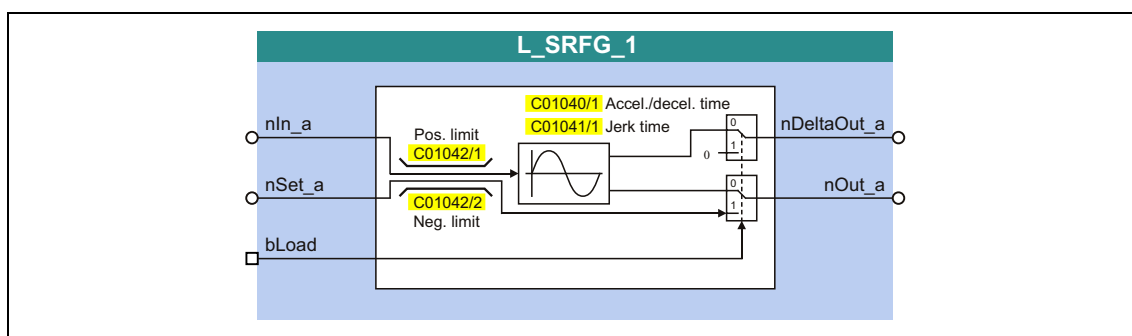 L_SRFG_1
C01040/1 Accel./decel. time
C01041/1 Jerk time
nIn_a
Pos. limit
C01042/1
0
1
0
nDeltaOut_a
nSet_a
C01042/2
Neg. limit
0
1
nOut_a
bLoad